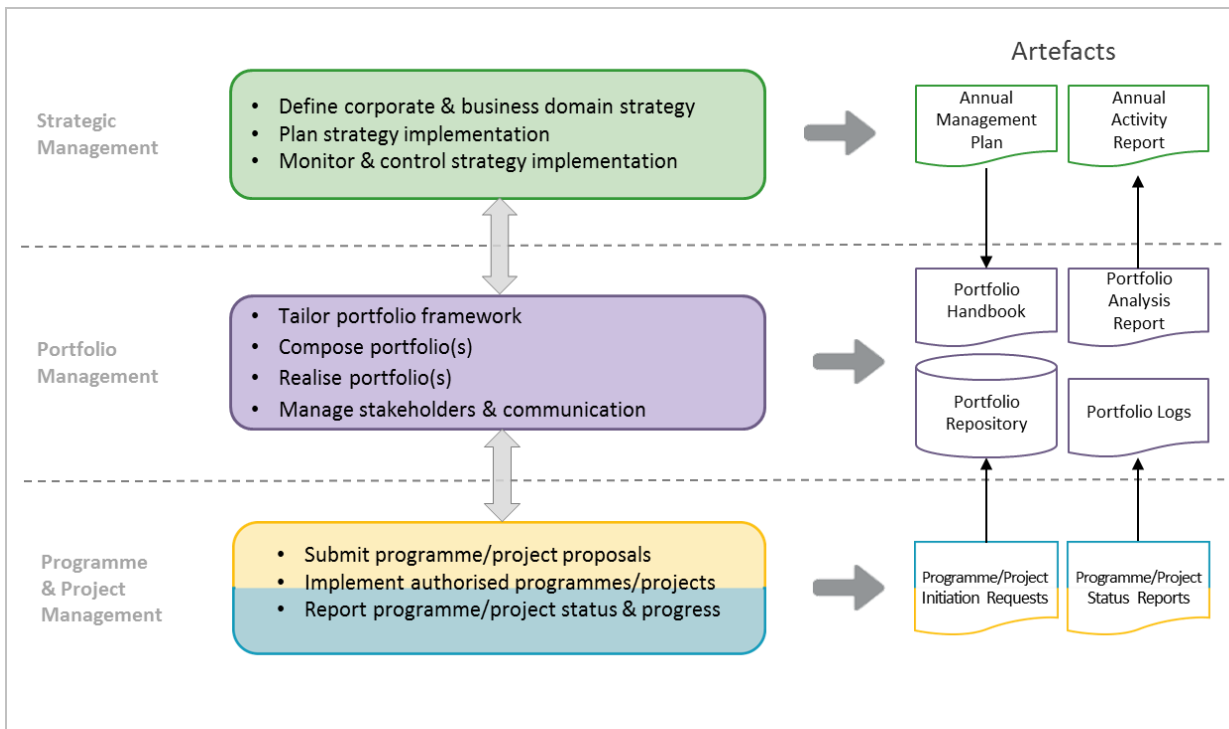 Artefacts
Strategic
Management
• Define corporate & business domain strategy
• Plan strategy implementation
• Monitor & control strategy implementation
Annual
Management
Plan
Annual
Activity
Report
Portfolio
Management
• Tailor portfolio framework
• Compose portfolio(s)
• Realise portfolio(s)
• Manage stakeholders & communication
Portfolio
Handbook
Portfolio
Analysis
Report
Portfolio
Repository
Portfolio Logs
Programme
& Project
Management
• Submit programme/project proposals
• Implement authorised programmes/projects
• Report programme/project status & progress
Programme/Project
Initiation Requests
Programme/Project
Status Reports